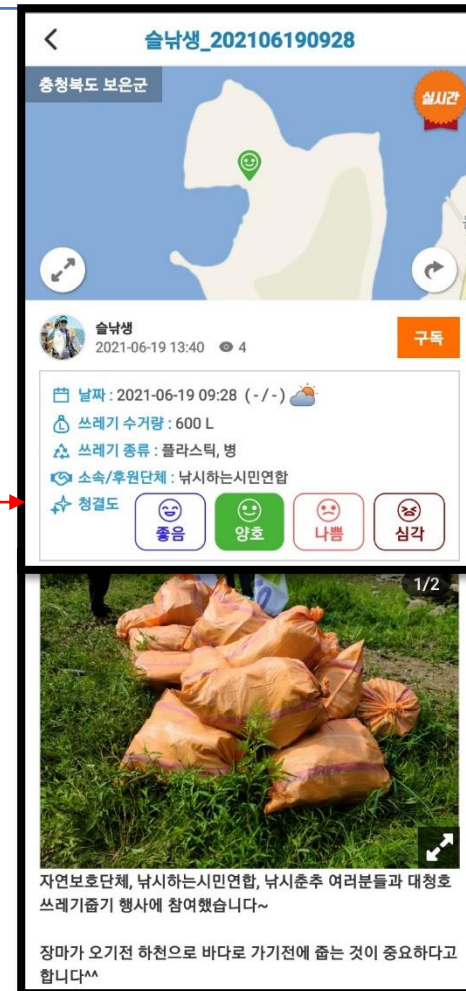 슬낚생_202106190928
충청북도 보은군
실시간
슬낚생
2021-06-19 13:40 4
구독
날짜 : 2021-06-19 09:28 ( - / - )
쓰레기 수거량 : 600 L
쓰레기 종류 : 플라스틱, 병
소속/후원단체 : 낚시하는시민연합
청결도
좋음 양호 나쁨 심각
1/2
자연보호단체, 낚시하는시민연합, 낚시춘추 여러분들과 대청호
쓰레기줍기 행사에 참여했습니다~
장마가 오기전 하천으로 바다로 가기전에 줍는 것이 중요하다고
합니다^^